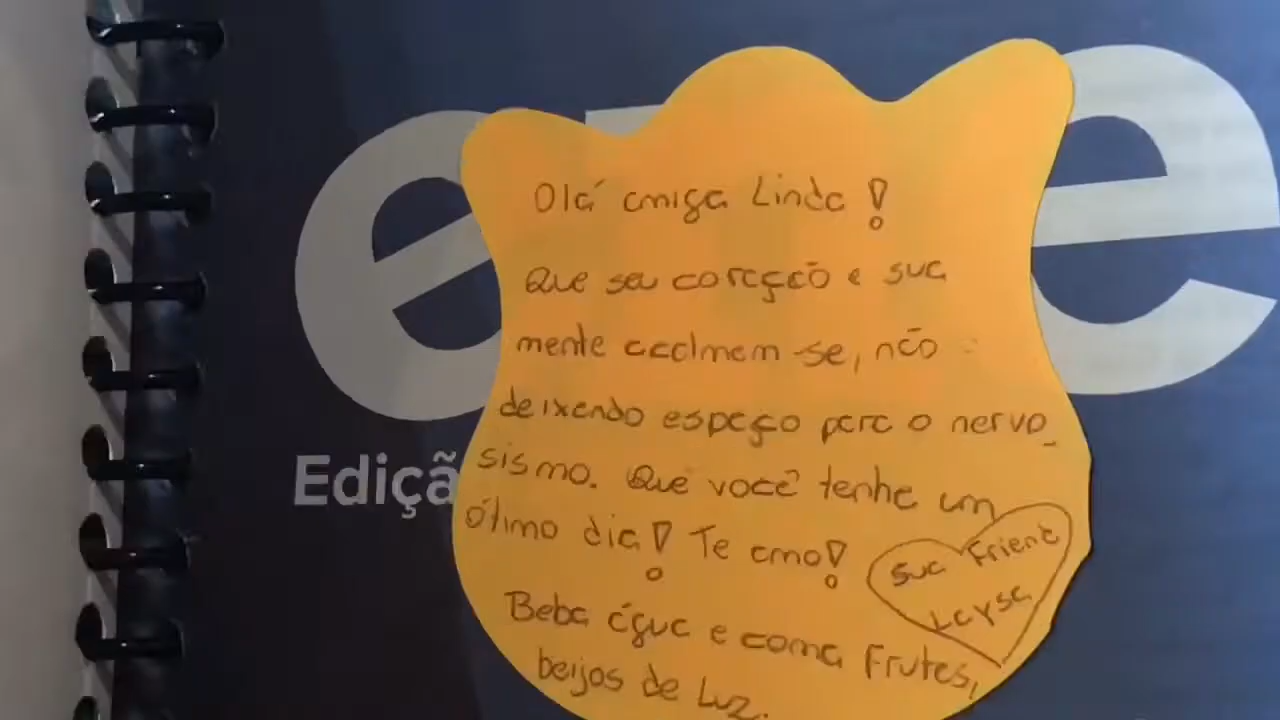 Olá amiga Linda!
Que seu coração e sua
mente acalmem-se, não
deixando espaço para o nervo_
sismo. Que você tenha um
ótimo dia! Te amo!
Sua Friend
Laysa
Beba água e coma Frutas,
beijos de Luz.
Ediçã